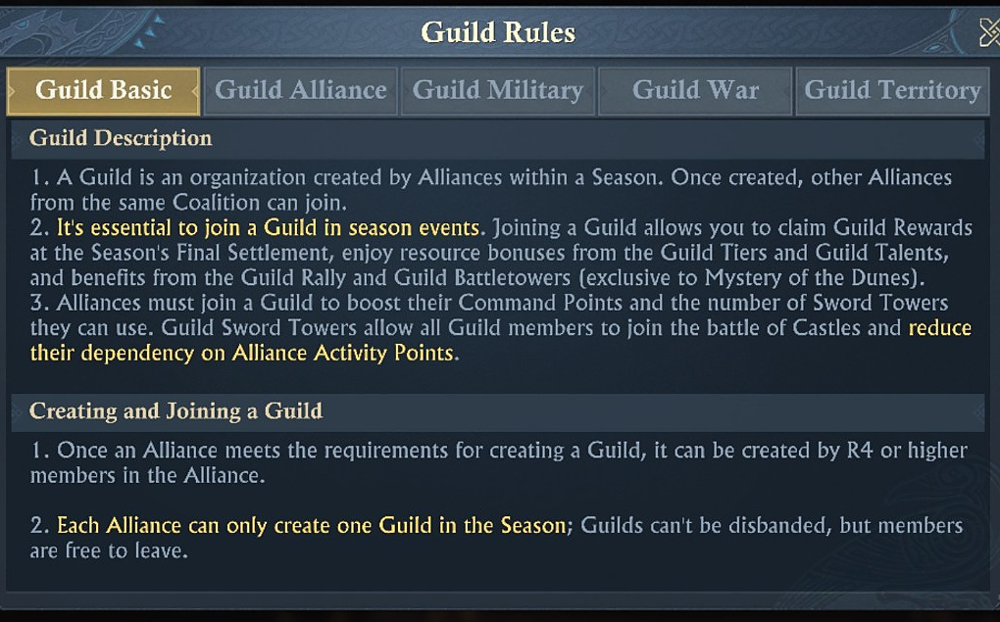 Guild Rules
Guild Basic
Guild Alliance
Guild Military
Guild War
Guild Territory
Guild Description
1. A Guild is an organization created by Alliances within a Season. Once created, other Alliances
from the same Coalition can join.
2. It's essential to join a Guild in season events. Joining a Guild allows you to claim Guild Rewards
at the Season's Final Settlement, enjoy resource bonuses from the Guild Tiers and Guild Talents,
and benefits from the Guild Rally and Guild Battletowers (exclusive to Mystery of the Dunes).
3. Alliances must join a Guild to boost their Command Points and the number of Sword Towers
they can use. Guild Sword Towers allow all Guild members to join the battle of Castles and reduce
their dependency on Alliance Activity Points.
Creating and Joining a Guild
1. Once an Alliance meets the requirements for creating a Guild, it can be created by R4 or higher
members in the Alliance.
2. Each Alliance can only create one Guild in the Season; Guilds can't be disbanded, but members
are free to leave.